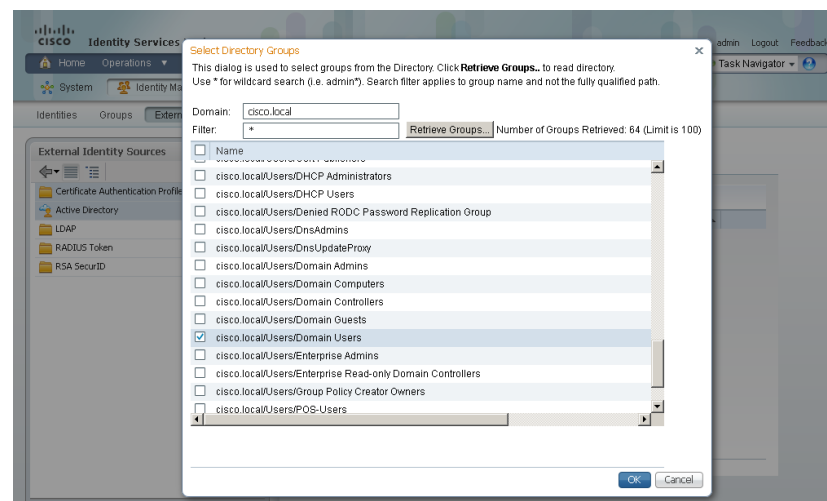 CISCO Identity Services
admin Logout Feedback
Home Operations ▼
Task Navigator ▼
System Identity Ma
Identities Groups Extern
External Identity Sources
Certificate Authentication Profile
Active Directory
LDAP
RADIUS Token
RSA SecurID
Select Directory Groups
This dialog is used to select groups from the Directory. Click Retrieve Groups.. to read directory.
Use * for wildcard search (i.e. admin*). Search filter applies to group name and not the fully qualified path.
Domain: cisco.local
Filter: * Retrieve Groups... Number of Groups Retrieved: 64 (Limit is 100)
Name
cisco.local/Users/Cert Publishers
cisco.local/Users/DHCP Administrators
cisco.local/Users/DHCP Users
cisco.local/Users/Denied RODC Password Replication Group
cisco.local/Users/DnsAdmins
cisco.local/Users/DnsUpdateProxy
cisco.local/Users/Domain Admins
cisco.local/Users/Domain Computers
cisco.local/Users/Domain Controllers
cisco.local/Users/Domain Guests
cisco.local/Users/Domain Users
cisco.local/Users/Enterprise Admins
cisco.local/Users/Enterprise Read-only Domain Controllers
cisco.local/Users/Group Policy Creator Owners
cisco.local/Users/POS-Users
OK Cancel